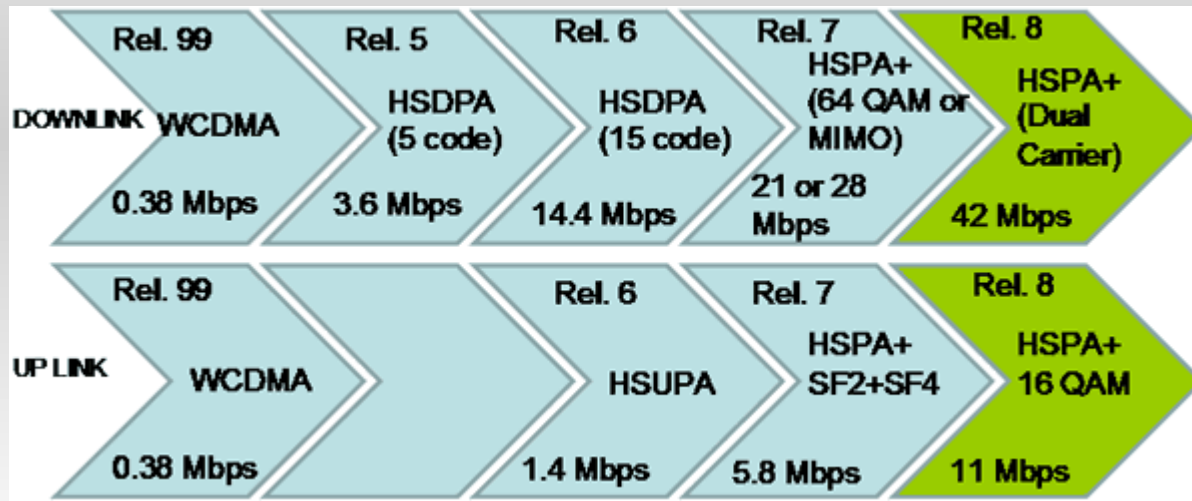 DOWNLINK
Rel. 99
WCDMA
0.38 Mbps
Rel. 5
HSDPA
(5 code)
3.6 Mbps
Rel. 6
HSDPA
(15 code)
14.4 Mbps
Rel. 7
HSPA+
(64 QAM or
MIMO)
21 or 28
Mbps
Rel. 8
HSPA+
(Dual
Carrier)
42 Mbps
UP LINK
Rel. 99
WCDMA
0.38 Mbps
Rel. 6
HSUPA
1.4 Mbps
Rel. 7
HSPA+
SF2+SF4
5.8 Mbps
Rel. 8
HSPA+
16 QAM
11 Mbps